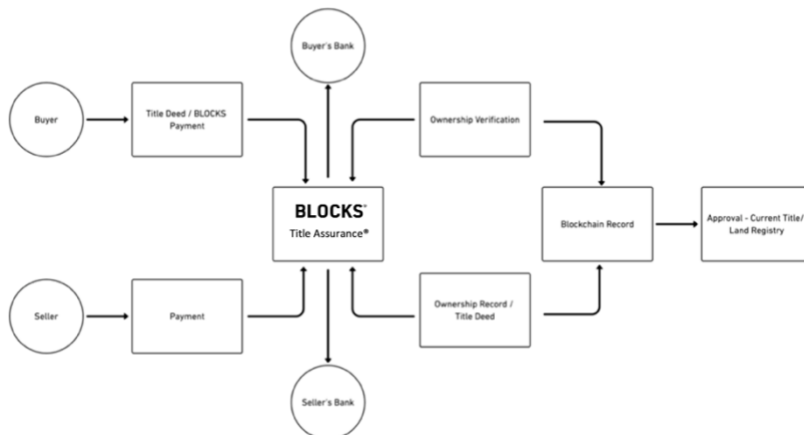 Buyer's Bank
Buyer
Title Deed / BLOCKS
Payment
Ownership Verification
BLOCKS®
Title Assurance®
Blockchain Record
Approval - Current Title/
Land Registry
Seller
Payment
Ownership Record /
Title Deed
Seller's Bank